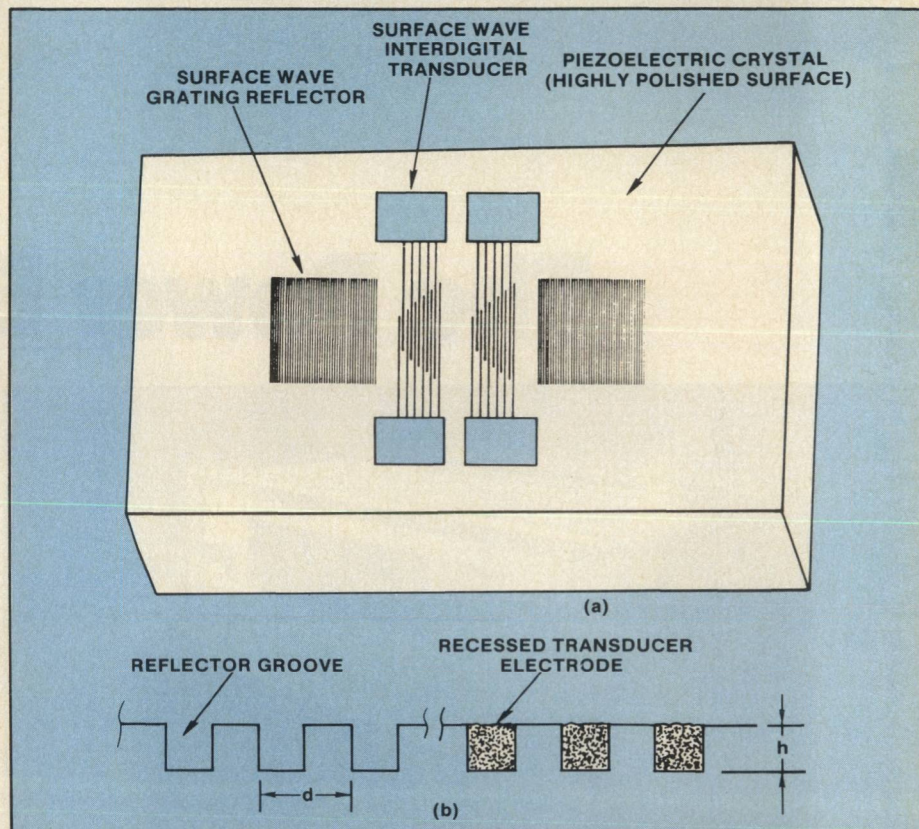 SURFACE WAVE
INTERDIGITAL
TRANSDUCER
PIEZOELECTRIC CRYSTAL
(HIGHLY POLISHED SURFACE)
SURFACE WAVE
GRATING REFLECTOR
(a)
REFLECTOR GROOVE
RECESSED TRANSDUCER
ELECTRODE
h
d
(b)